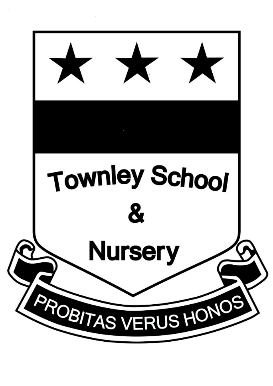 Townley School
&
Nursery
PROBITAS VERUS HONOS